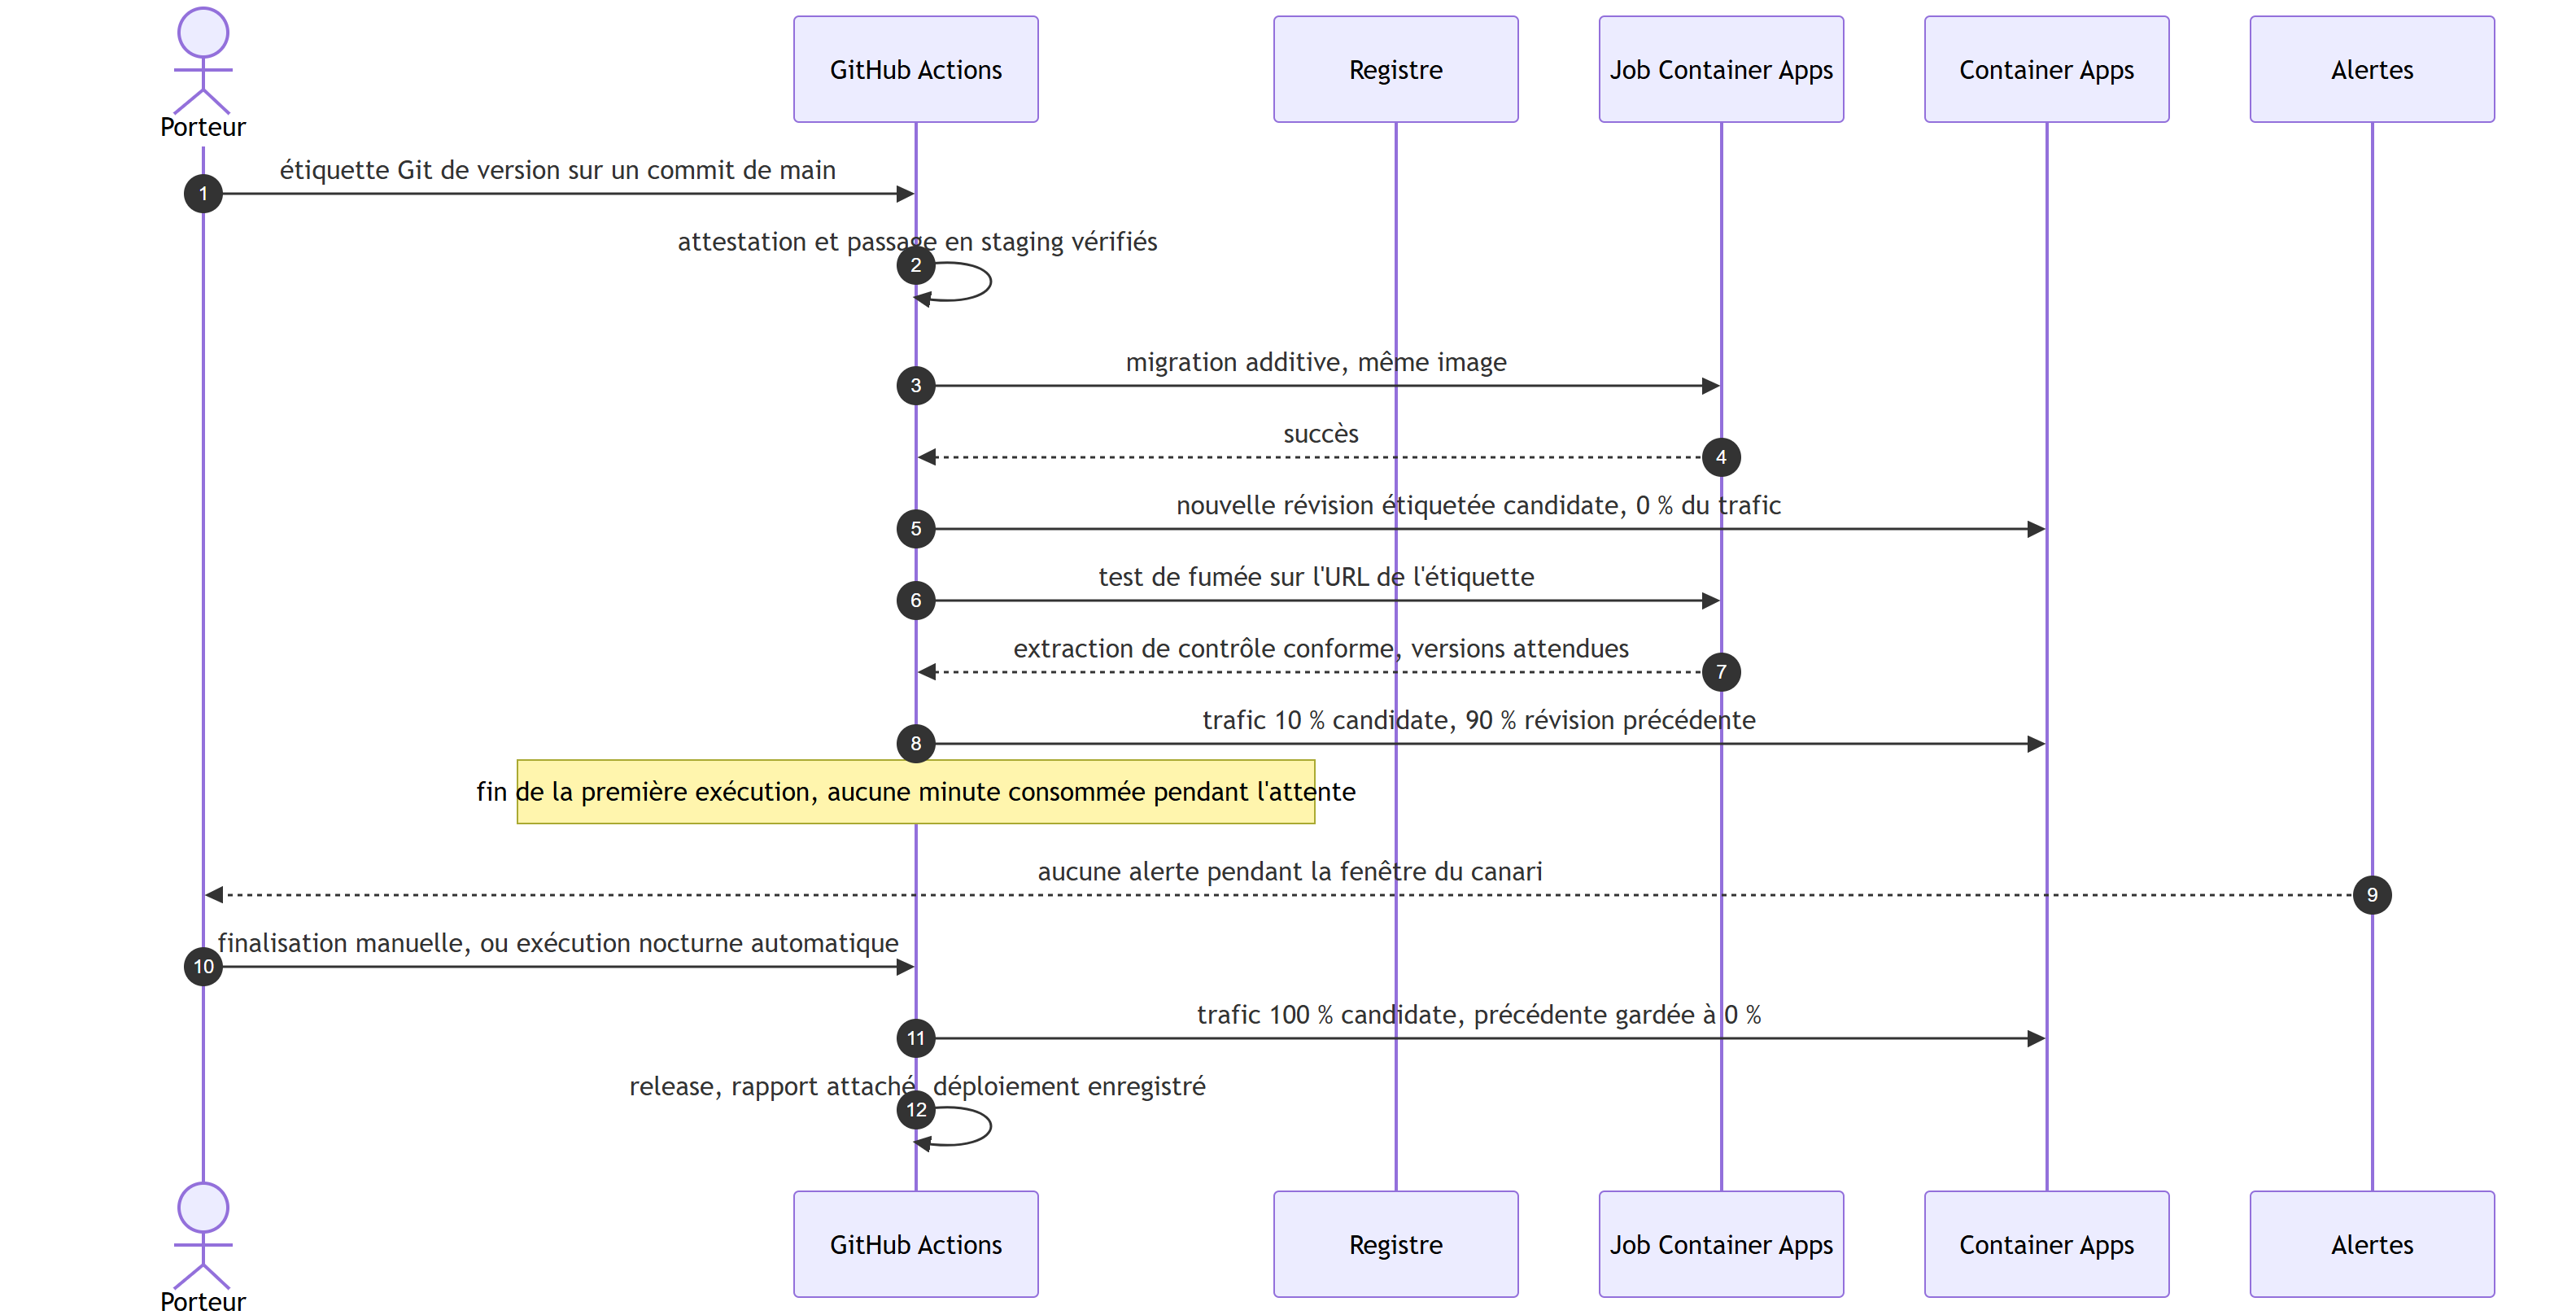 Porteur
GitHub Actions
Registre
Job Container Apps
Container Apps
Alertes
étiquette Git de version sur un commit de main
1
attestation et passage en staging vérifiés
2
migration additive, même image
3
succès
4
nouvelle révision étiquetée candidate, 0 % du trafic
5
test de fumée sur l'URL de l'étiquette
6
extraction de contrôle conforme, versions attendues
7
trafic 10 % candidate, 90 % révision précédente
8
fin de la première exécution, aucune minute consommée pendant l'attente
aucune alerte pendant la fenêtre du canari
9
finalisation manuelle, ou exécution nocturne automatique
10
trafic 100 % candidate, précédente gardée à 0 %
11
release, rapport attaché, déploiement enregistré
12
GitHub Actions
Registre
Job Container Apps
Container Apps
Alertes
Porteur